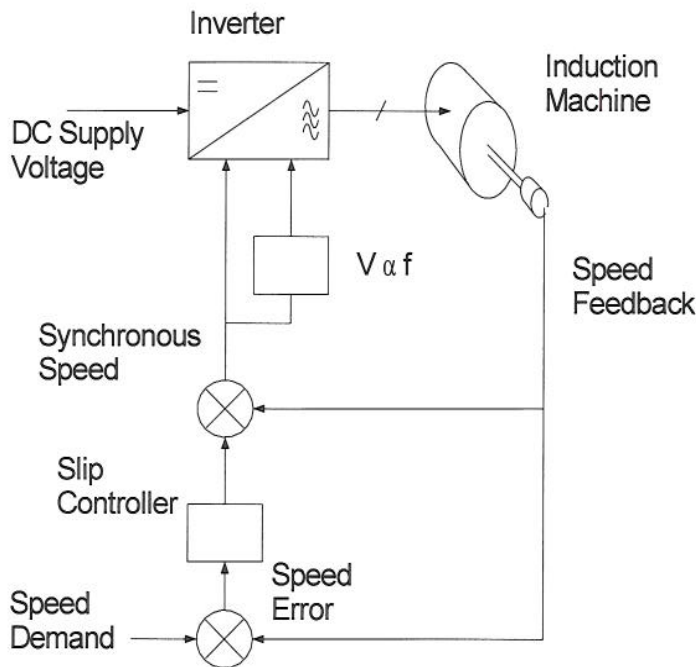 Inverter
Induction
Machine
DC Supply
Voltage
V α f
Speed
Feedback
Synchronous
Speed
Slip
Controller
Speed
Error
Speed
Demand